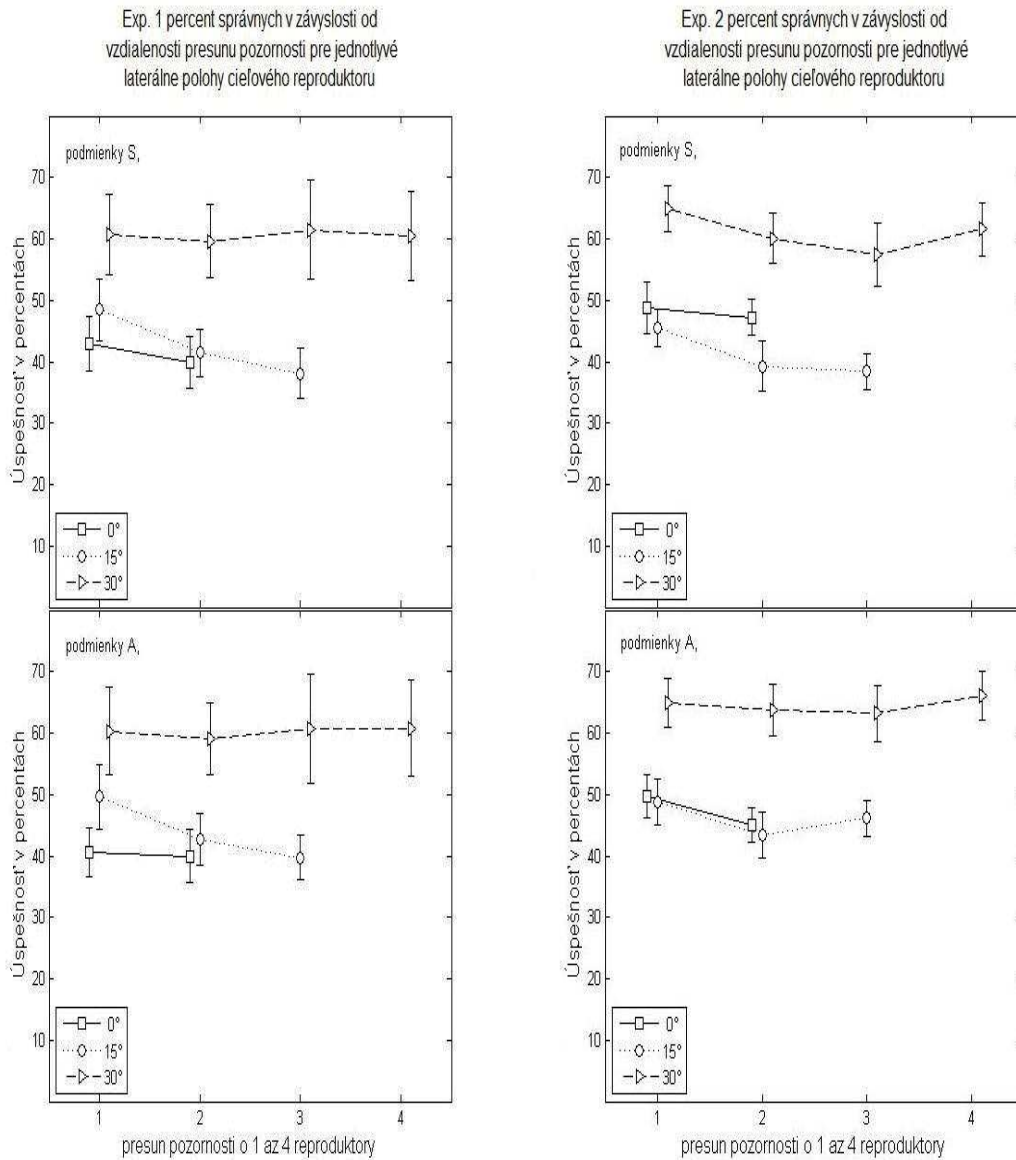 Exp. 1 percent správnych v závyslosti od
vzdialenosti presunu pozornosti pre jednotlyvé
laterálne polohy cieľového reproduktoru
podmienky S,
70
60
50
40
30
20
10
Úspešnosť v percentách
0°
15°
30°
podmienky A,
70
60
50
40
30
20
10
Úspešnosť v percentách
0°
15°
30°
1 2 3 4
presun pozornosti o 1 az 4 reproduktory
Exp. 2 percent správnych v závyslosti od
vzdialenosti presunu pozornosti pre jednotlyvé
laterálne polohy cieľového reproduktoru
podmienky S,
70
60
50
40
30
20
10
Úspešnosť v percentách
0°
15°
30°
podmienky A,
70
60
50
40
30
20
10
Úspešnosť v percentách
0°
15°
30°
1 2 3 4
presun pozornosti o 1 az 4 reproduktory